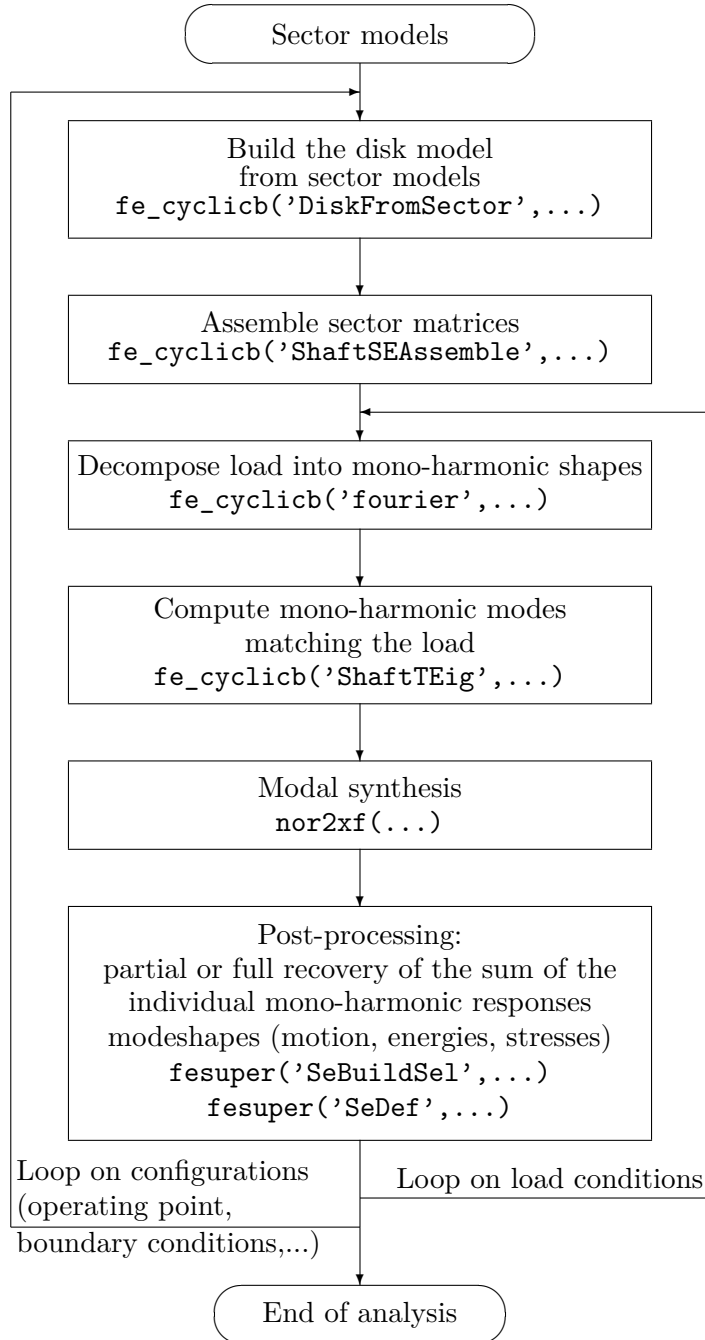 Sector models
Build the disk model
from sector models
fe_cyclicb('DiskFromSector',...)
Assemble sector matrices
fe_cyclicb('ShaftSEAssemble',...)
Decompose load into mono-harmonic shapes
fe_cyclicb('fourier',...)
Compute mono-harmonic modes
matching the load
fe_cyclicb('ShaftTEig',...)
Modal synthesis
nor2xf(...)
Post-processing:
partial or full recovery of the sum of the
individual mono-harmonic responses
modeshapes (motion, energies, stresses)
fesuper('SeBuildSel',...)
fesuper('SeDef',...)
Loop on configurations
(operating point,
boundary conditions,...)
Loop on load conditions
End of analysis